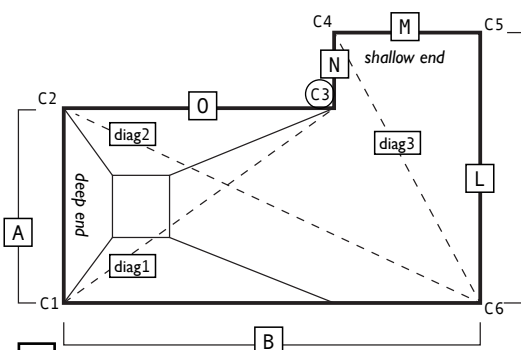 C4
M
C5
N
shallow end
C3
C2
O
diag2
diag3
L
deep end
A
diag1
C1
C6
B